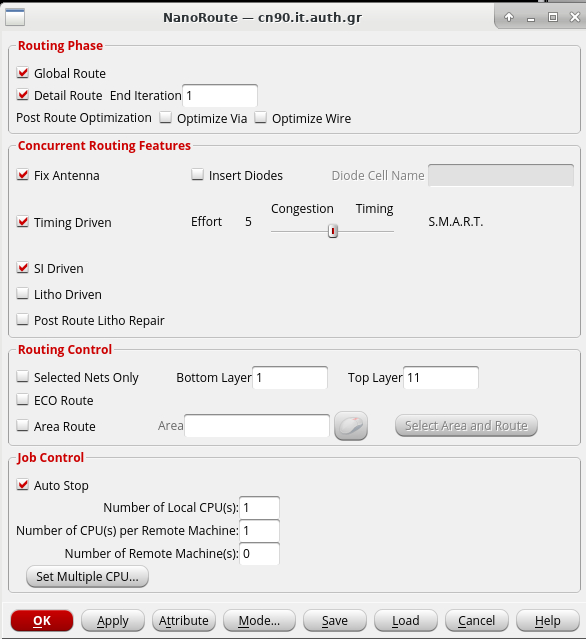 NanoRoute — cn90.it.auth.gr
Routing Phase
Global Route
Detail Route End Iteration 1
Post Route Optimization Optimize Via Optimize Wire
Concurrent Routing Features
Fix Antenna Insert Diodes Diode Cell Name
Congestion Timing
Timing Driven Effort 5 S.M.A.R.T.
SI Driven
Litho Driven
Post Route Litho Repair
Routing Control
Selected Nets Only Bottom Layer 1 Top Layer 11
ECO Route
Area Route Area Select Area and Route
Job Control
Auto Stop
Number of Local CPU(s): 1
Number of CPU(s) per Remote Machine: 1
Number of Remote Machine(s): 0
Set Multiple CPU...
OK Apply Attribute Mode... Save Load Cancel Help